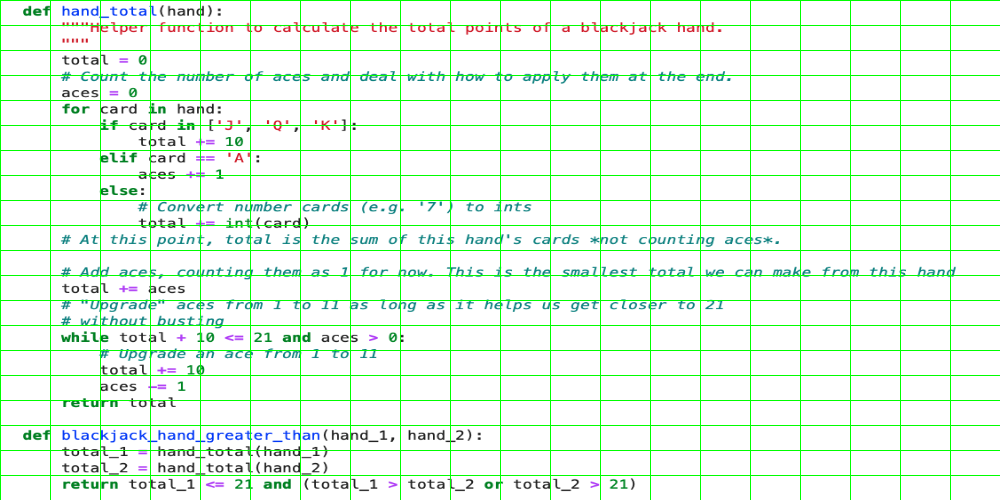 def hand_total(hand):
    """Helper function to calculate the total points of a blackjack hand.
    """
    total = 0
    # Count the number of aces and deal with how to apply them at the end.
    aces = 0
    for card in hand:
        if card in ['J', 'Q', 'K']:
            total += 10
        elif card == 'A':
            aces += 1
        else:
            # Convert number cards (e.g. '7') to ints
            total += int(card)
    # At this point, total is the sum of this hand's cards *not counting aces*.

    # Add aces, counting them as 1 for now. This is the smallest total we can make from this hand
    total += aces
    # "Upgrade" aces from 1 to 11 as long as it helps us get closer to 21
    # without busting
    while total + 10 <= 21 and aces > 0:
        # Upgrade an ace from 1 to 11
        total += 10
        aces -= 1
    return total

def blackjack_hand_greater_than(hand_1, hand_2):
    total_1 = hand_total(hand_1)
    total_2 = hand_total(hand_2)
    return total_1 <= 21 and (total_1 > total_2 or total_2 > 21)